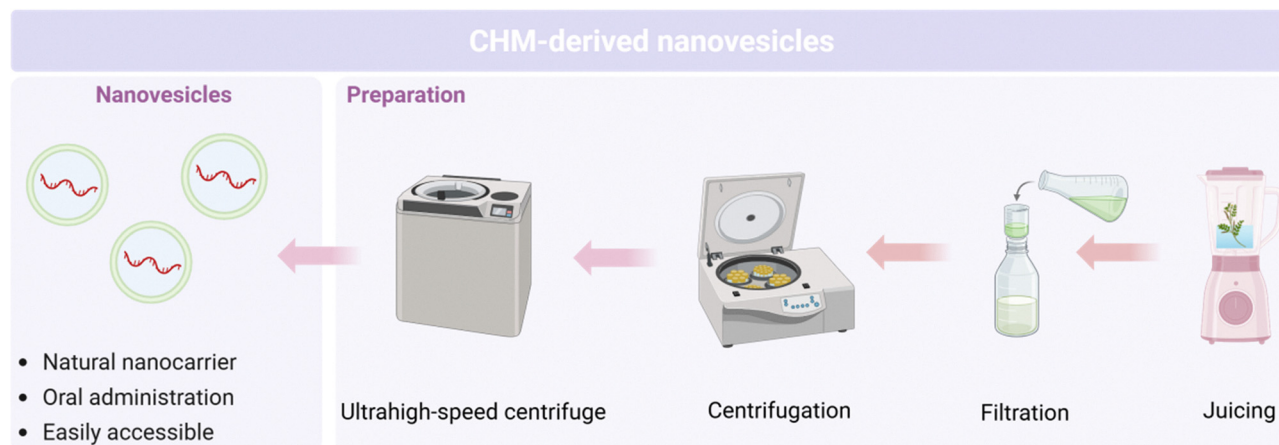 CHM-derived nanovesicles
Nanovesicles
Preparation
• Natural nanocarrier
• Oral administration
• Easily accessible
Ultrahigh-speed centrifuge
Centrifugation
Filtration
Juicing